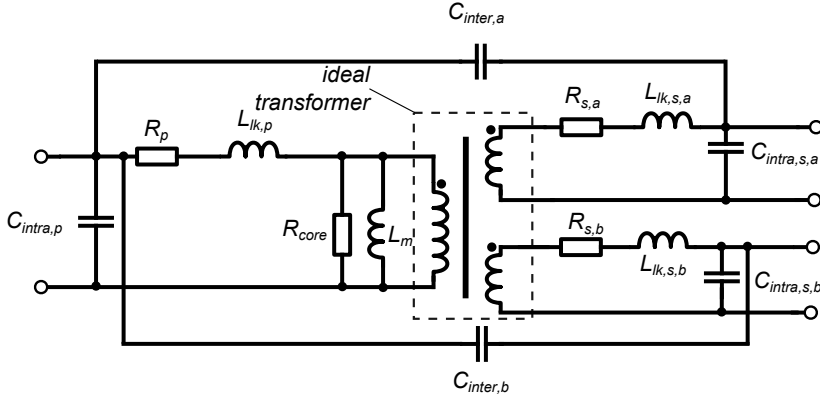 C_inter,a
ideal
transformer
R_s,a
L_lk,s,a
R_p
L_lk,p
C_intra,s,a
C_intra,p
R_core
L_m
R_s,b
L_lk,s,b
C_intra,s,b
C_inter,b